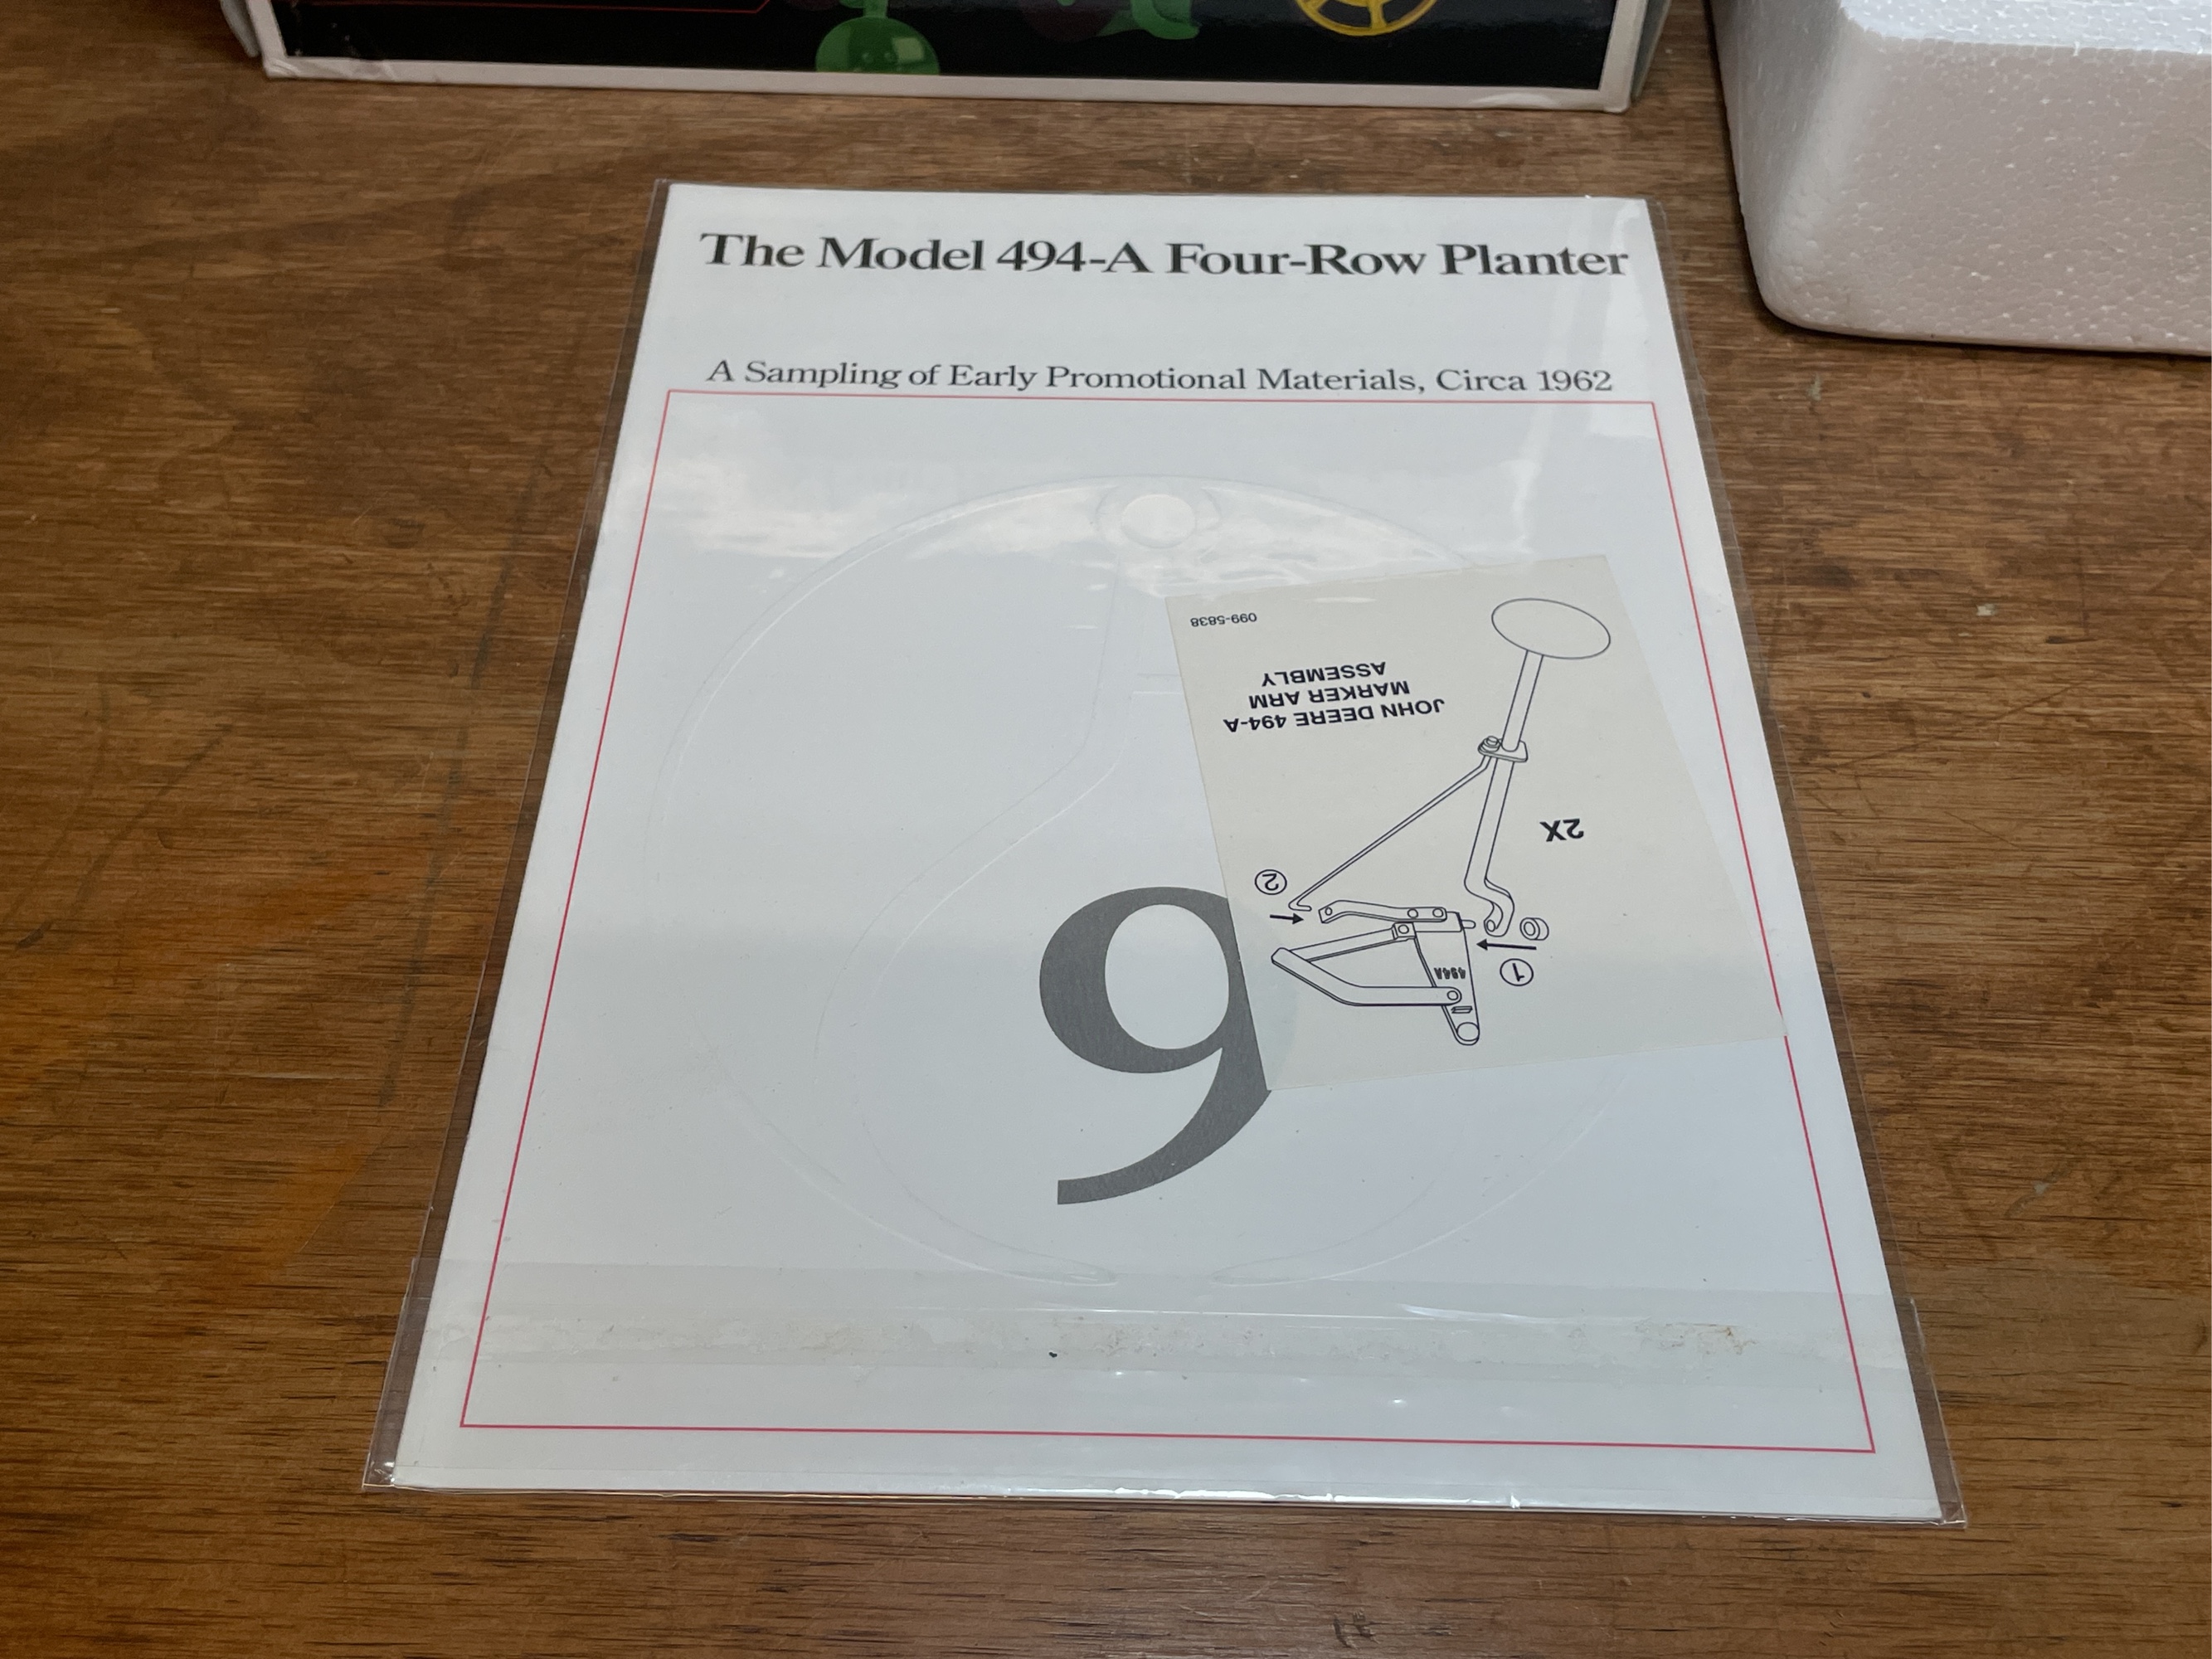 The Model 494-A Four-Row Planter
A Sampling of Early Promotional Materials, Circa 1962
9
JOHN DEERE 494-A
MARKER ARM
ASSEMBLY
099-5838
2X
2
1
494A